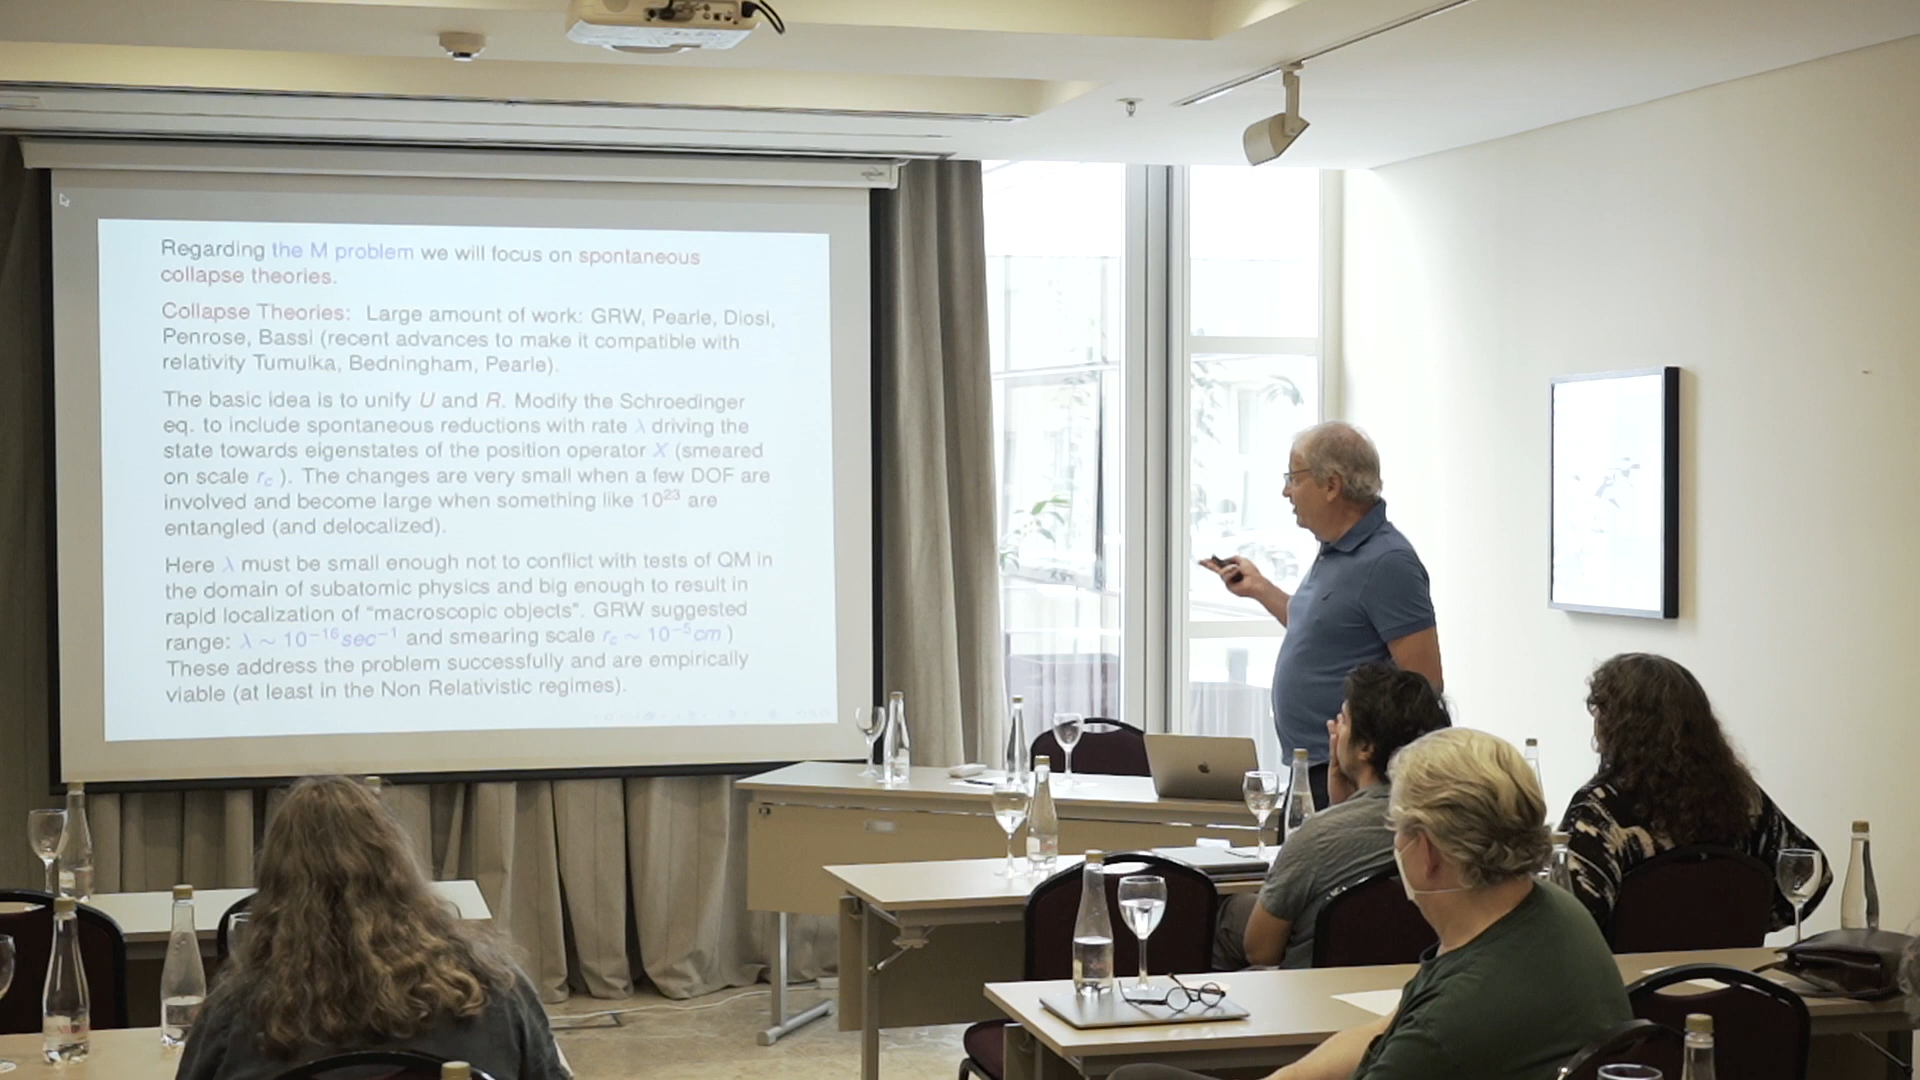 Regarding the M problem we will focus on spontaneous
collapse theories.
Collapse Theories: Large amount of work: GRW, Pearle, Diosi,
Penrose, Bassi (recent advances to make it compatible with
relativity Tumulka, Bedningham, Pearle).
The basic idea is to unify U and R. Modify the Schroedinger
eq. to include spontaneous reductions with rate λ driving the
state towards eigenstates of the position operator X (smeared
on scale r_c ). The changes are very small when a few DOF are
involved and become large when something like 10²³ are
entangled (and delocalized).
Here λ must be small enough not to conflict with tests of QM in
the domain of subatomic physics and big enough to result in
rapid localization of “macroscopic objects”. GRW suggested
range: λ ∼ 10⁻¹⁶sec⁻¹ and smearing scale r_c ∼ 10⁻⁵cm )
These address the problem successfully and are empirically
viable (at least in the Non Relativistic regimes).